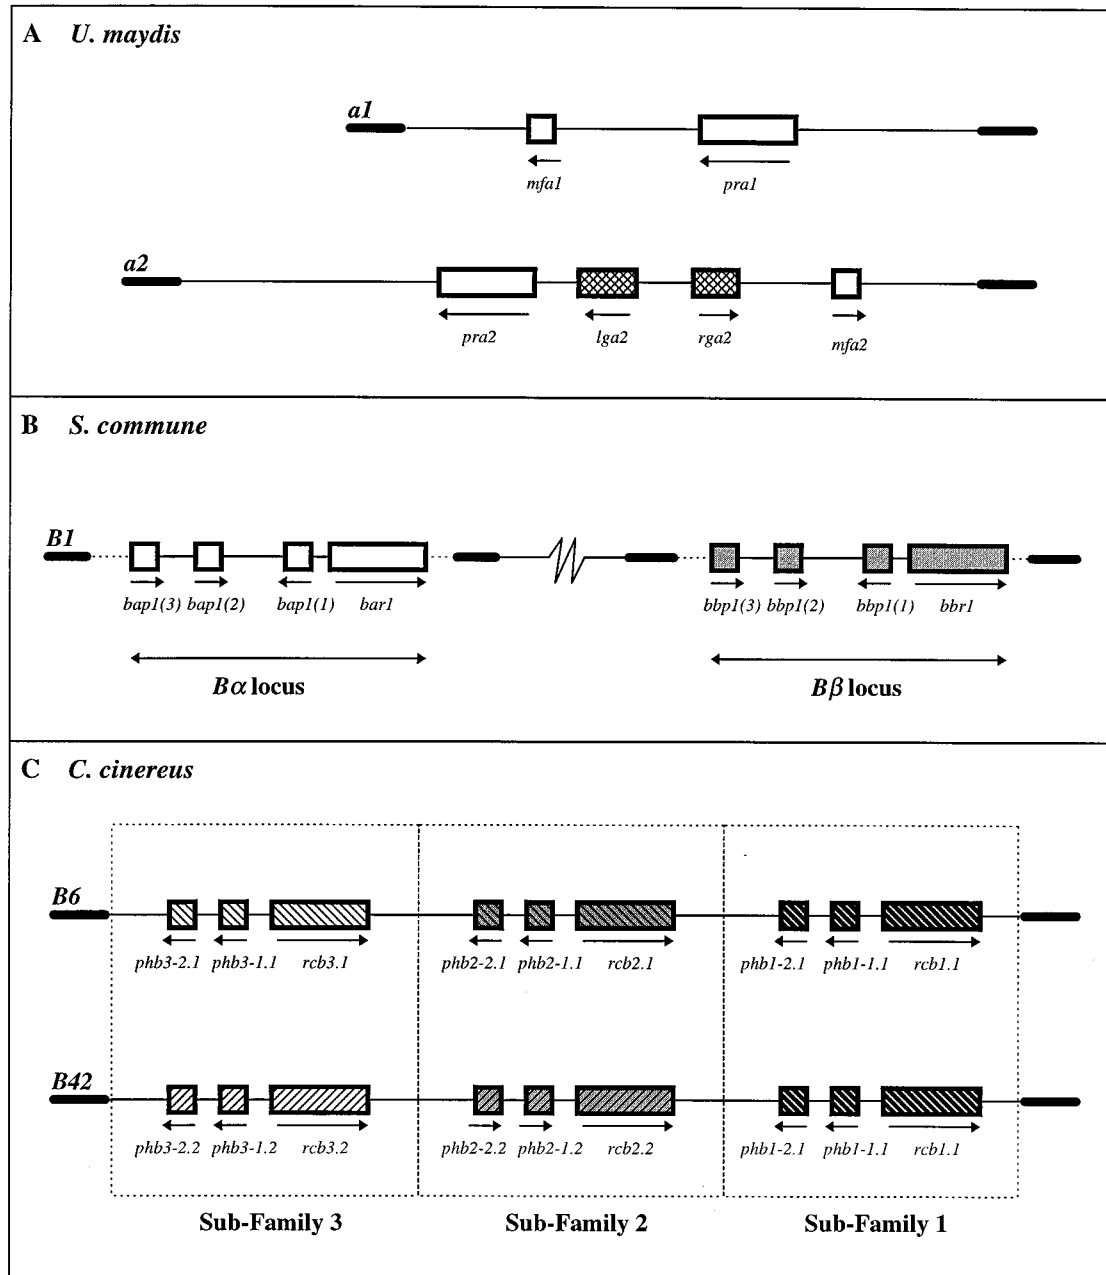 A U. maydis
a1
mfa1 pra1
a2
pra2 lga2 rga2 mfa2
B S. commune
B1
bap1(3) bap1(2) bap1(1) bar1 bbp1(3) bbp1(2) bbp1(1) bbr1
Bα locus Bβ locus
C C. cinereus
B6
phb3-2.1 phb3-1.1 rcb3.1 phb2-2.1 phb2-1.1 rcb2.1 phb1-2.1 phb1-1.1 rcb1.1
B42
phb3-2.2 phb3-1.2 rcb3.2 phb2-2.2 phb2-1.2 rcb2.2 phb1-2.1 phb1-1.1 rcb1.1
Sub-Family 3 Sub-Family 2 Sub-Family 1